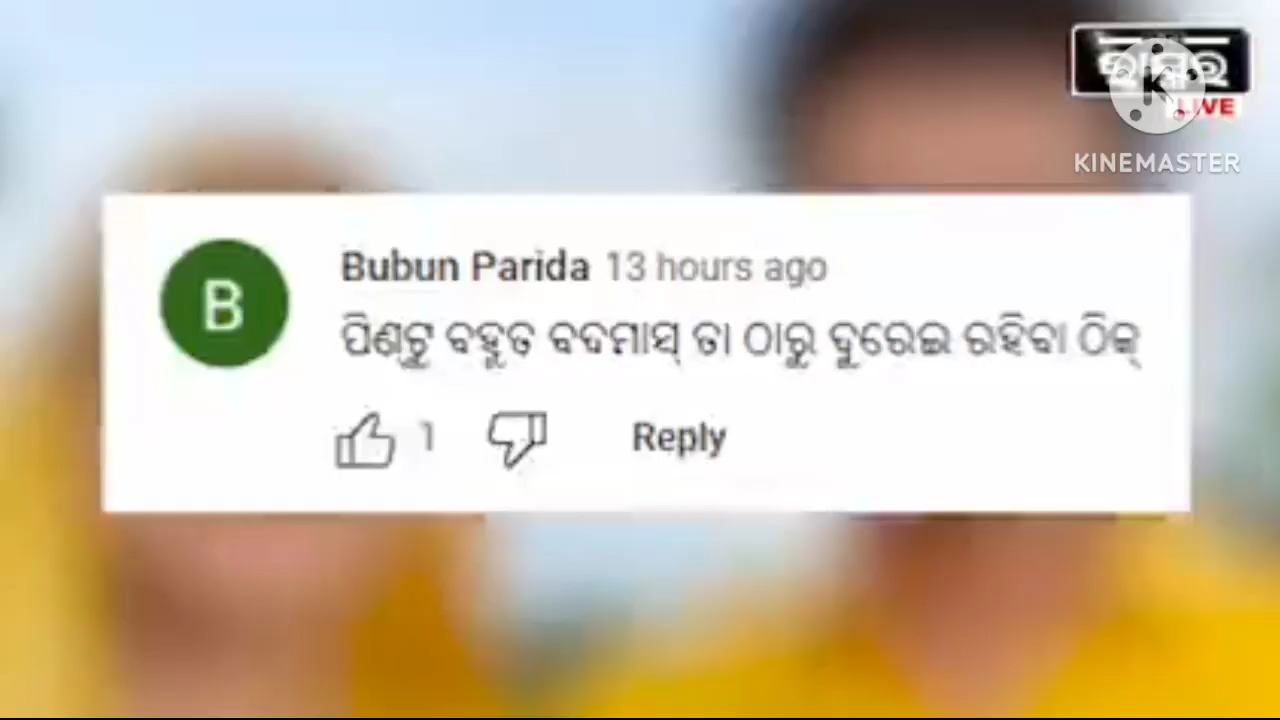 LIVE
KINEMASTER
Bubun Parida 13 hours ago
ପିଣ୍ଟୁ ବହୁତ ବଦମାସ୍ ତା ଠାରୁ ଦୁରେଇ ରହିବା ଠିକ୍
1 Reply
B